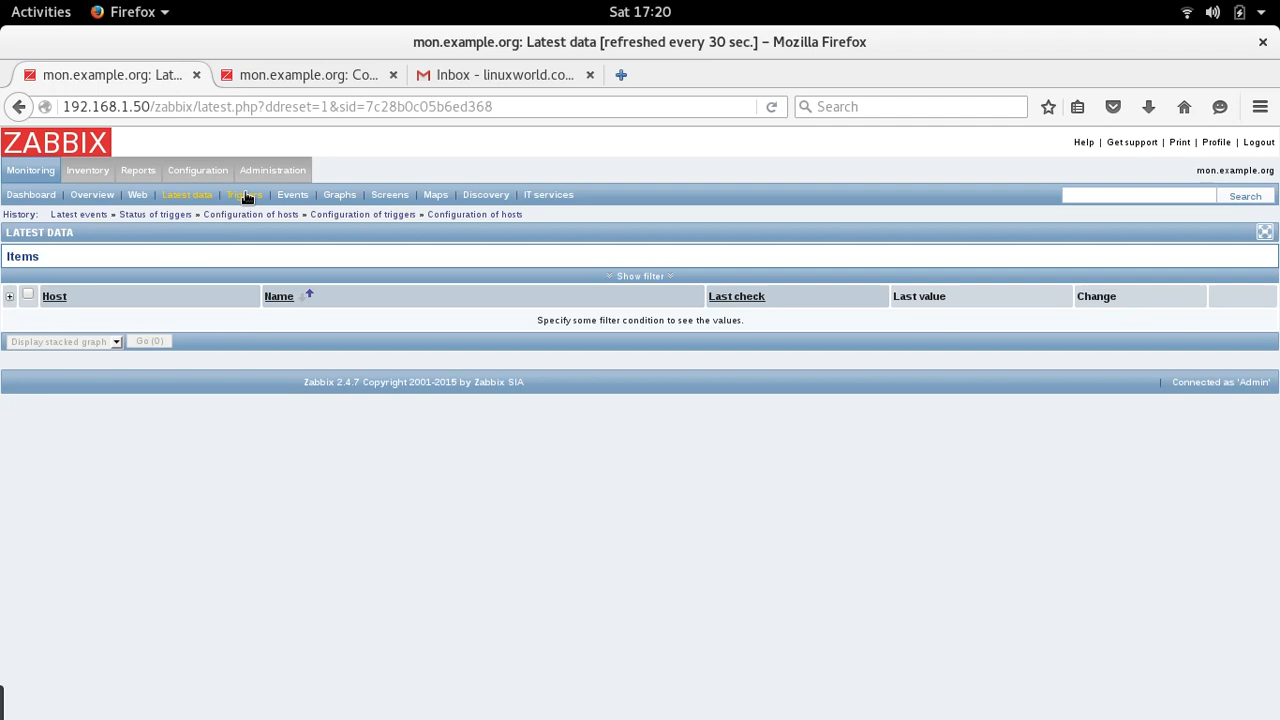 Activities Firefox Sat 17:20
mon.example.org: Latest data [refreshed every 30 sec.] – Mozilla Firefox
mon.example.org: Lat... mon.example.org: Co... Inbox - linuxworld.co...
192.168.1.50/zabbix/latest.php?ddreset=1&sid=7c28b0c05b6ed368 Search
ZABBIX Help | Get support | Print | Profile | Logout
Monitoring Inventory Reports Configuration Administration mon.example.org
Dashboard | Overview | Web | Latest data | Triggers | Events | Graphs | Screens | Maps | Discovery | IT services Search
History: Latest events » Status of triggers » Configuration of hosts » Configuration of triggers » Configuration of hosts
LATEST DATA
Items
Show filter
Host Name Last check Last value Change
Specify some filter condition to see the values.
Display stacked graph Go (0)
Zabbix 2.4.7 Copyright 2001-2015 by Zabbix SIA | Connected as 'Admin'